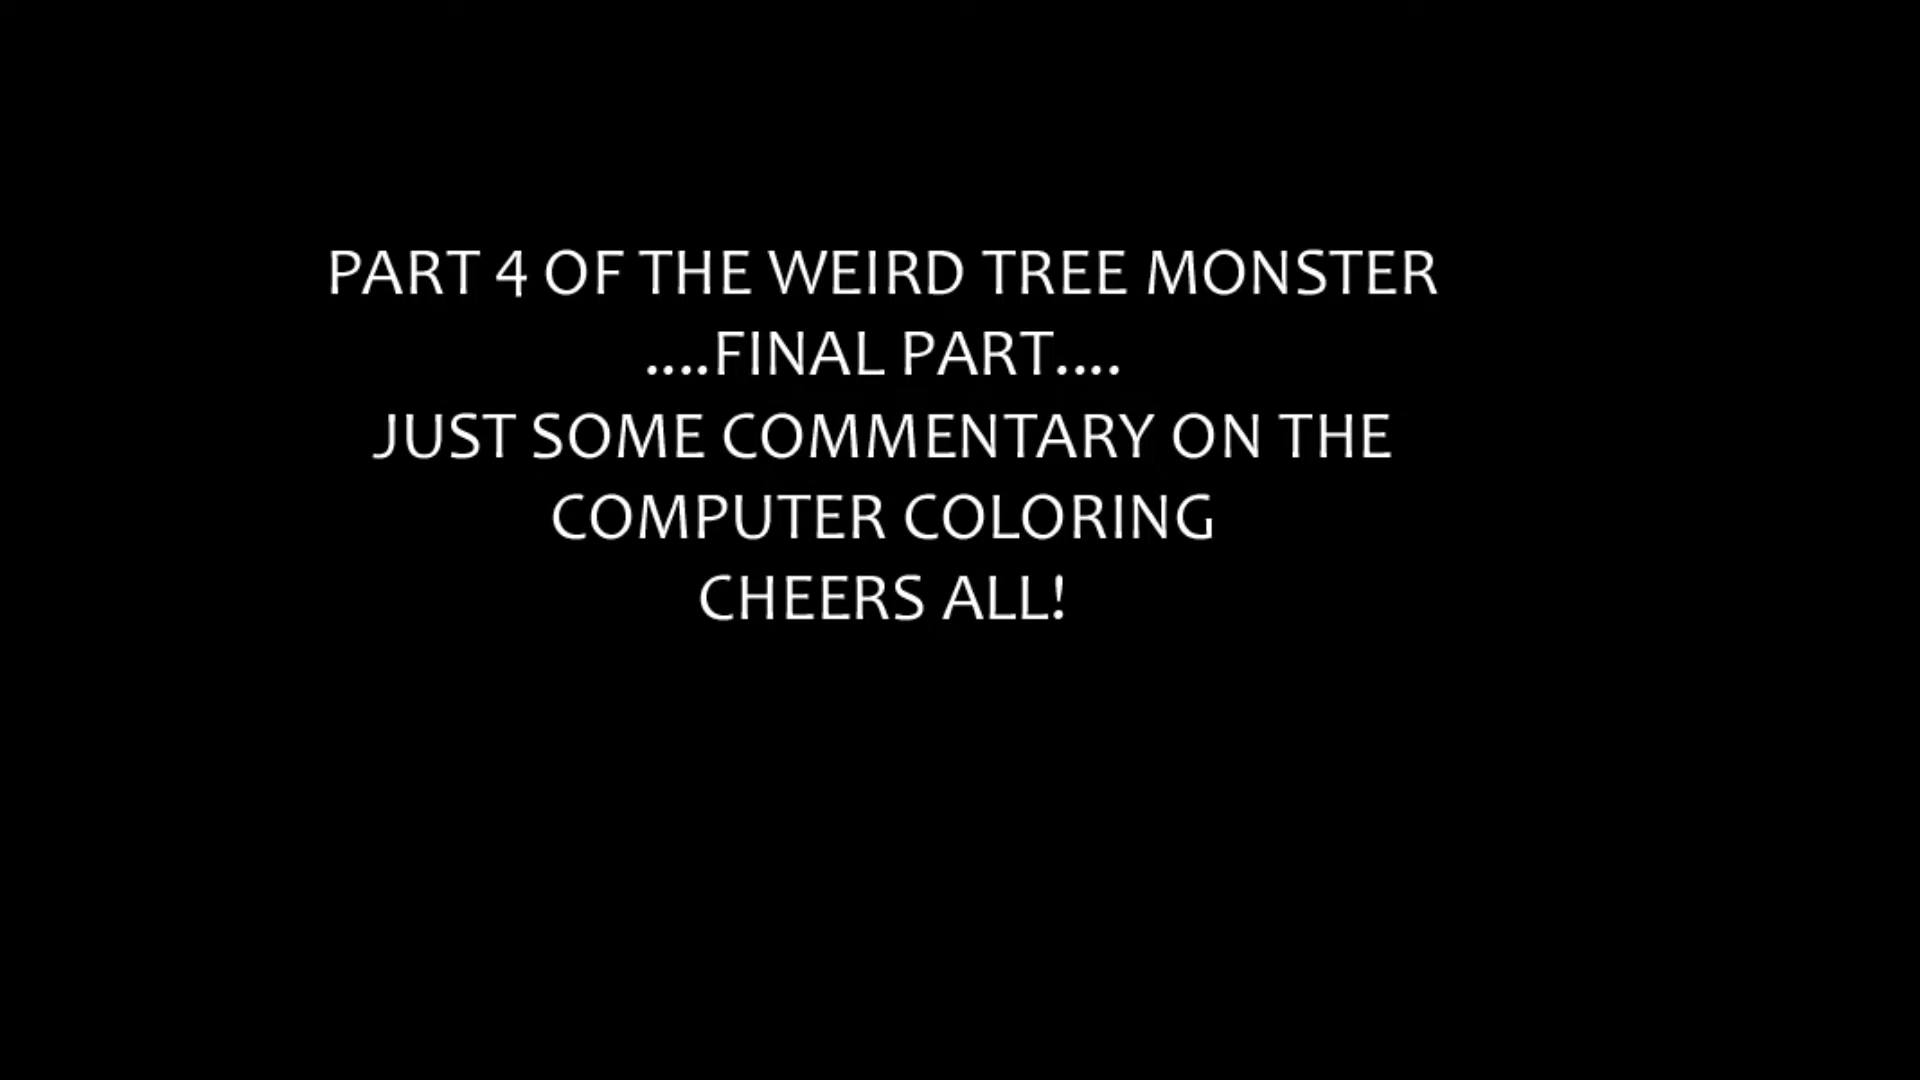 PART 4 OF THE WEIRD TREE MONSTER
....FINAL PART....
JUST SOME COMMENTARY ON THE
COMPUTER COLORING
CHEERS ALL!